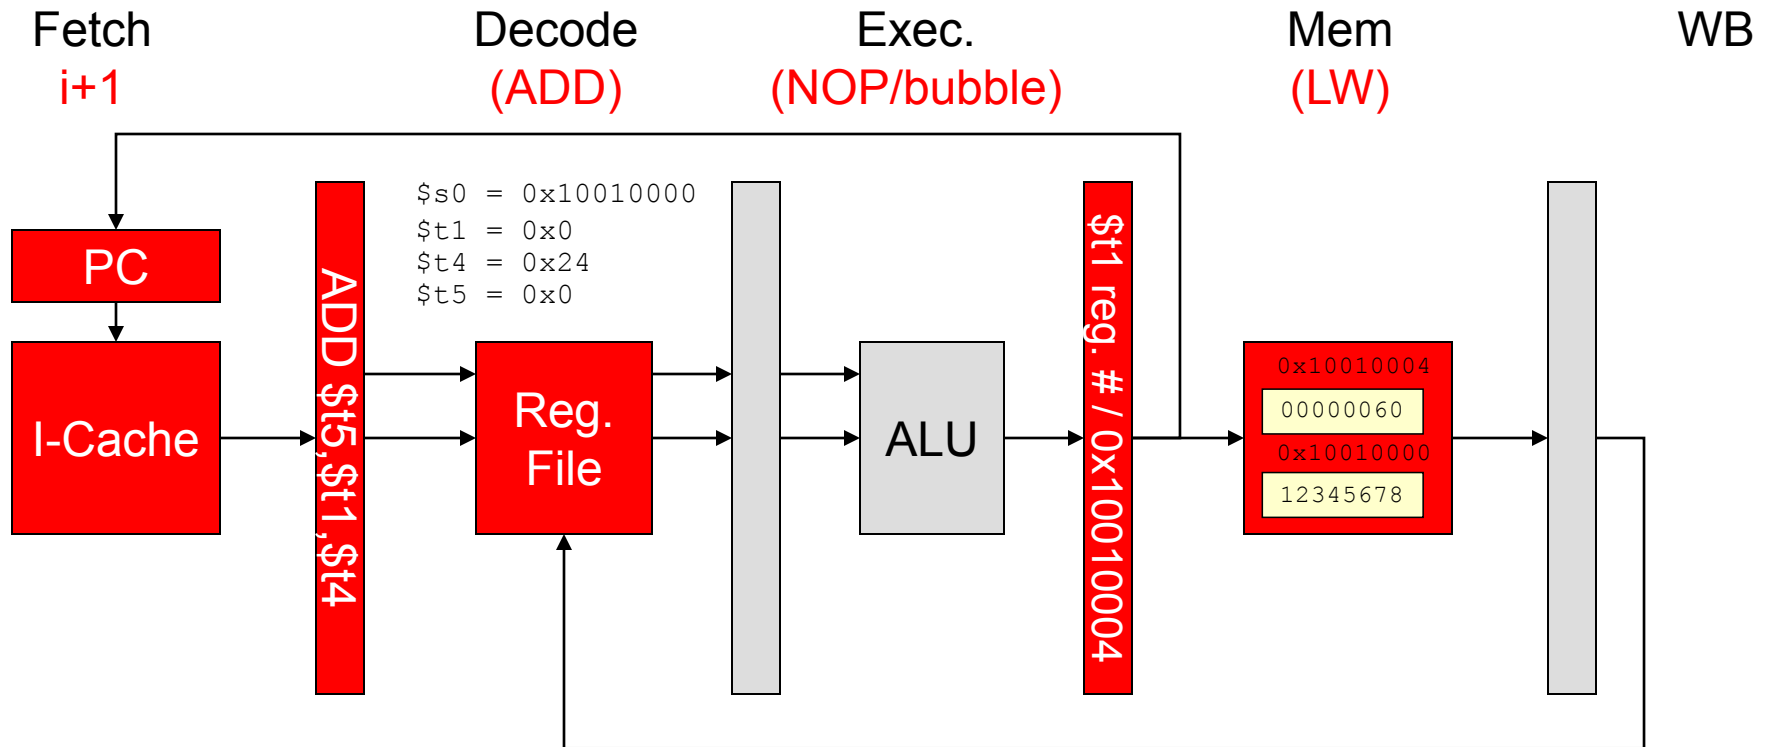 Fetch
Decode
Exec.
Mem
WB
i+1
(ADD)
(NOP/bubble)
(LW)
$s0 = 0x10010000
$t1 = 0x0
$t4 = 0x24
$t5 = 0x0
PC
I-Cache
ADD $t5,$t1,$t4
Reg.
File
ALU
$t1 reg. # / 0x10010004
0x10010004
00000060
0x10010000
12345678